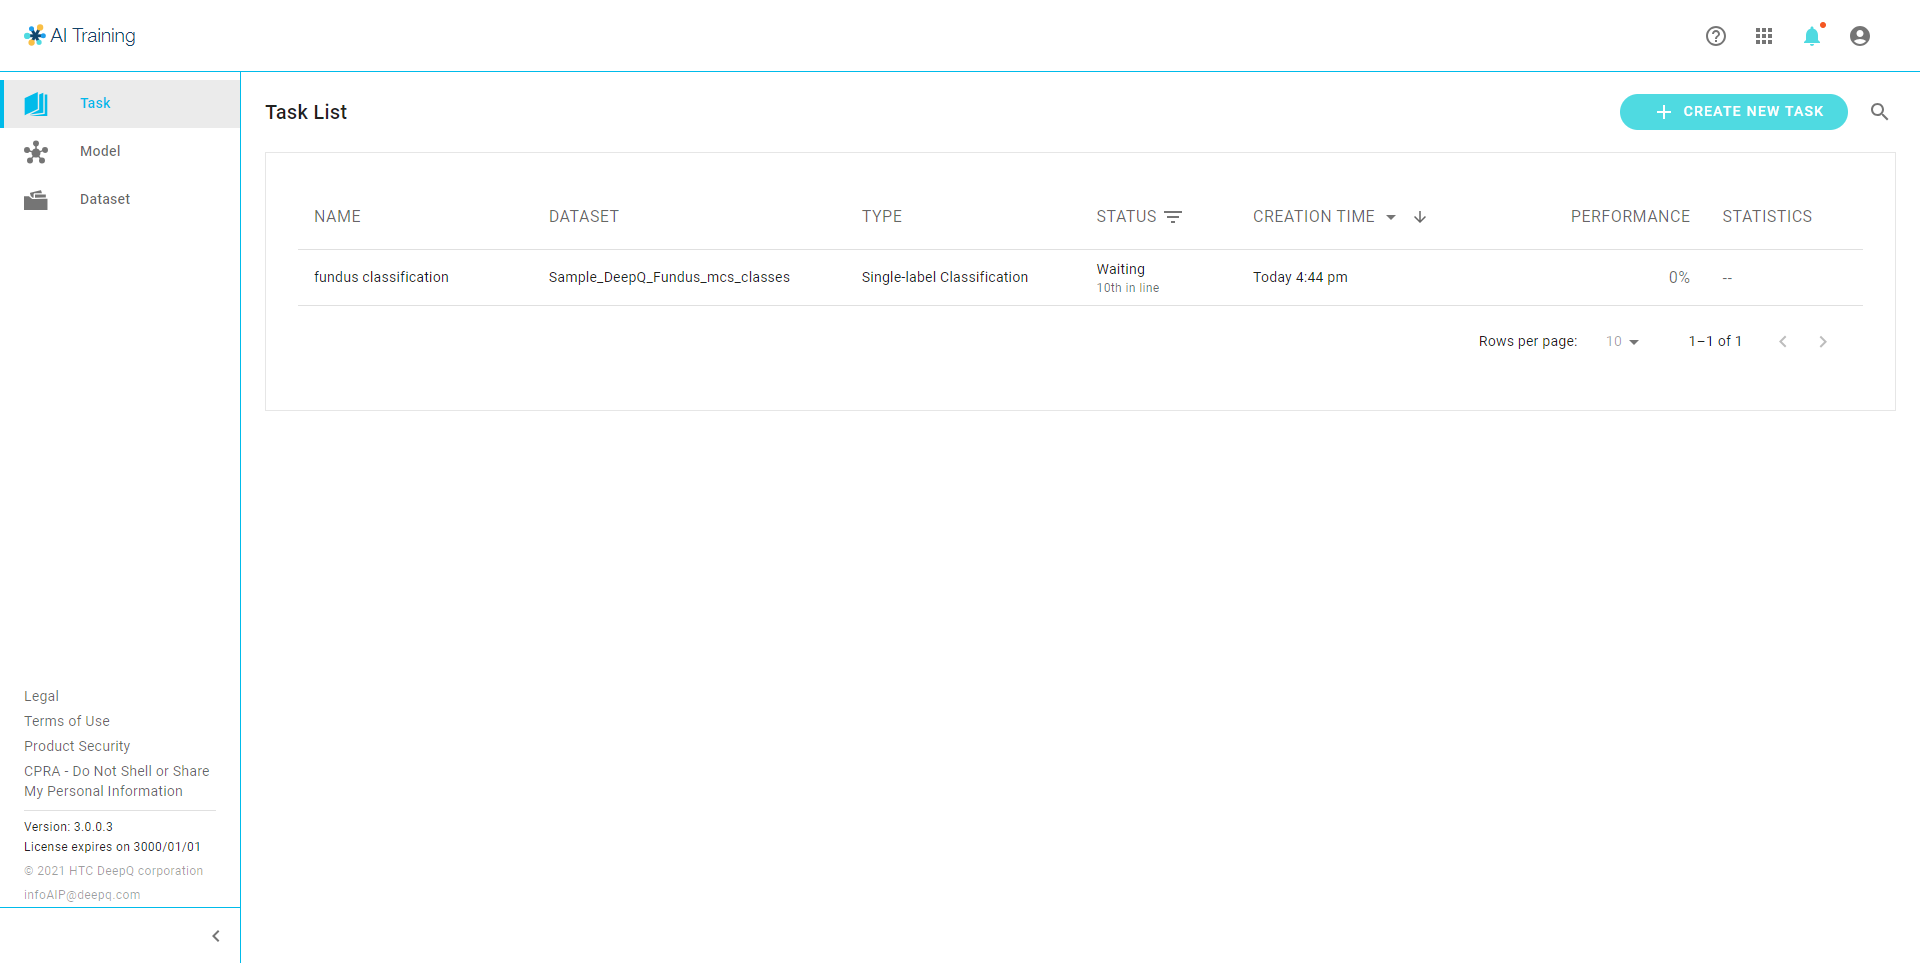 AI Training
Task
Model
Dataset
Task List
CREATE NEW TASK
NAME DATASET TYPE STATUS CREATION TIME PERFORMANCE STATISTICS
fundus classification Sample_DeepQ_Fundus_mcs_classes Single-label Classification Waiting Today 4:44 pm 0% --
10th in line
Rows per page: 10 1–1 of 1
Legal
Terms of Use
Product Security
CPRA - Do Not Shell or Share
My Personal Information
Version: 3.0.0.3
License expires on 3000/01/01
© 2021 HTC DeepQ corporation
infoAIP@deepq.com